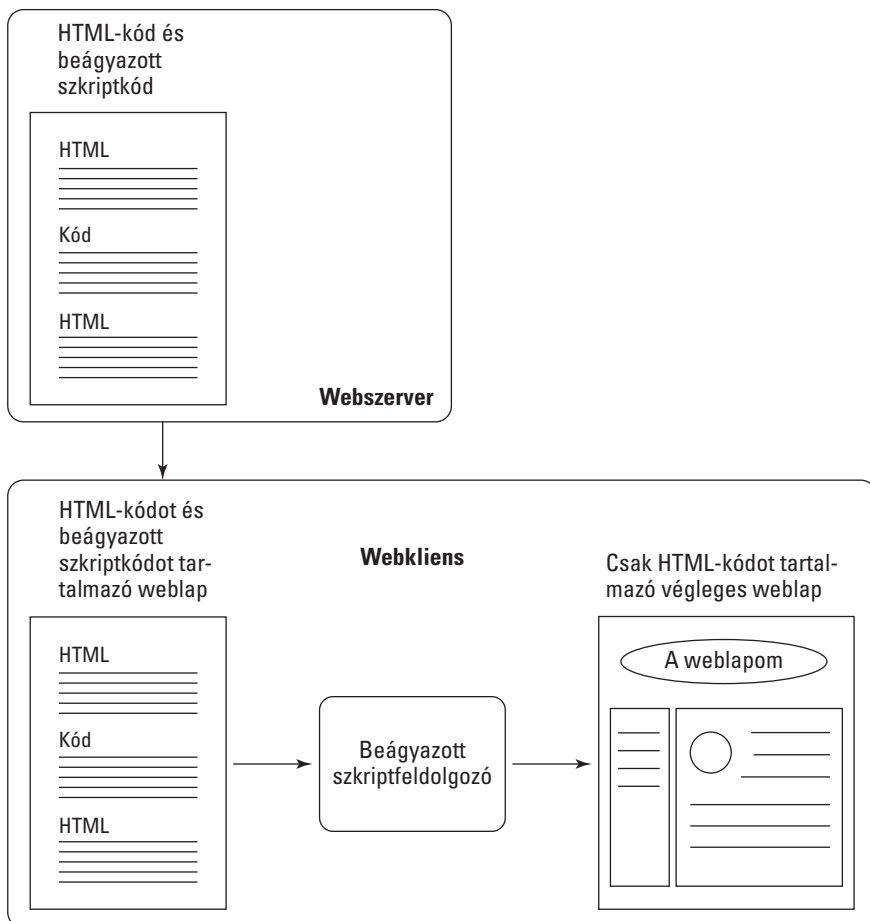 HTML-kód és
beágyazott
szkriptkód
HTML
Kód
HTML
Webszerver
HTML-kódot és
beágyazott
szkriptkódot tar-
talmazó weblap
Webkliens
Csak HTML-kódot tartal-
mazó végleges weblap
HTML
Kód
HTML
Beágyazott
szkriptfeldolgozó
A weblapom